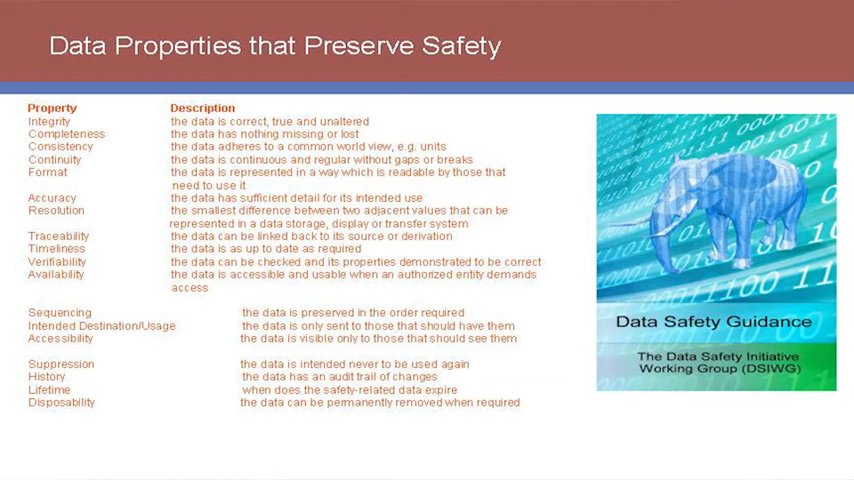 Data Properties that Preserve Safety
Property Description
Integrity the data is correct, true and unaltered
Completeness the data has nothing missing or lost
Consistency the data adheres to a common world view, e.g. units
Continuity the data is continuous and regular without gaps or breaks
Format the data is represented in a way which is readable by those that
need to use it
Accuracy the data has sufficient detail for its intended use
Resolution the smallest difference between two adjacent values that can be
represented in a data storage, display or transfer system
Traceability the data can be linked back to its source or derivation
Timeliness the data is as up to date as required
Verifiability the data can be checked and its properties demonstrated to be correct
Availability the data is accessible and usable when an authorized entity demands
access
Sequencing the data is preserved in the order required
Intended Destination/Usage the data is only sent to those that should have them
Accessibility the data is visible only to those that should see them
Suppression the data is intended never to be used again
History the data has an audit trail of changes
Lifetime when does the safety-related data expire
Disposability the data can be permanently removed when required
Data Safety Guidance
The Data Safety Initiative
Working Group (DSIWG)